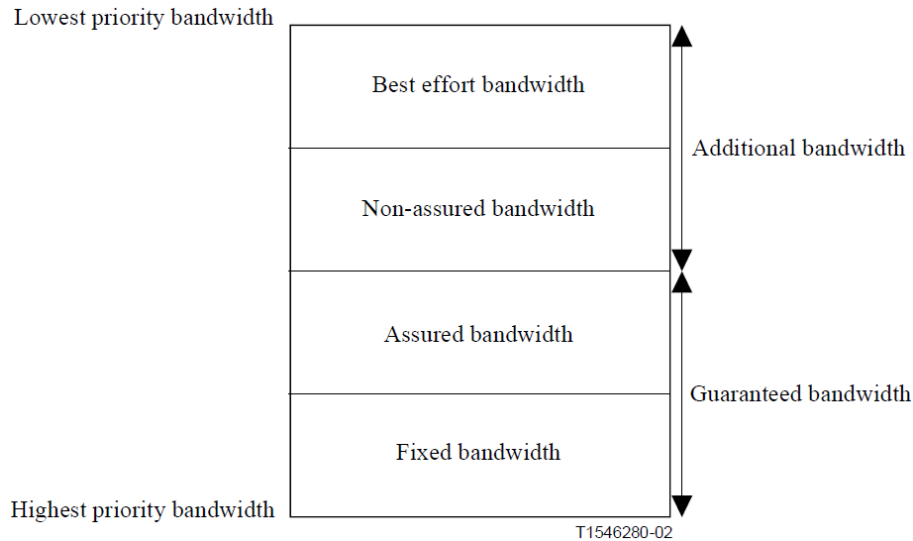 Lowest priority bandwidth
Best effort bandwidth
Additional bandwidth
Non-assured bandwidth
Assured bandwidth
Guaranteed bandwidth
Fixed bandwidth
Highest priority bandwidth
T1546280-02